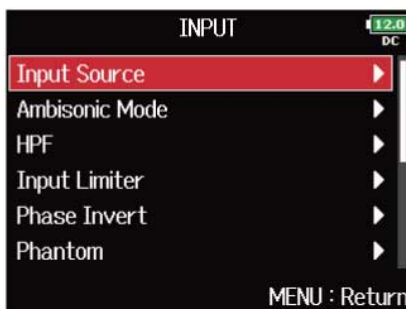 INPUT
12.0
DC
Input Source
Ambisonic Mode
HPF
Input Limiter
Phase Invert
Phantom
MENU : Return